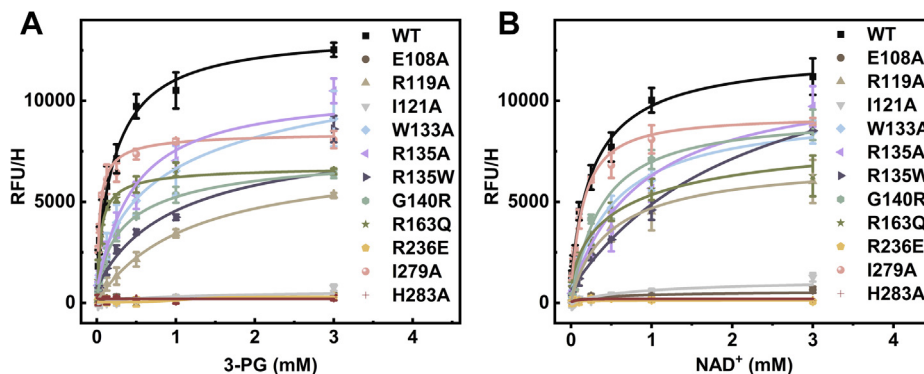 A
RFU/H
10000
5000
0
0
1
2
3
4
3-PG (mM)
WT
E108A
R119A
I121A
W133A
R135A
R135W
G140R
R163Q
R236E
I279A
H283A
B
RFU/H
10000
5000
0
0
1
2
3
4
NAD⁺ (mM)
WT
E108A
R119A
I121A
W133A
R135A
R135W
G140R
R163Q
R236E
I279A
H283A